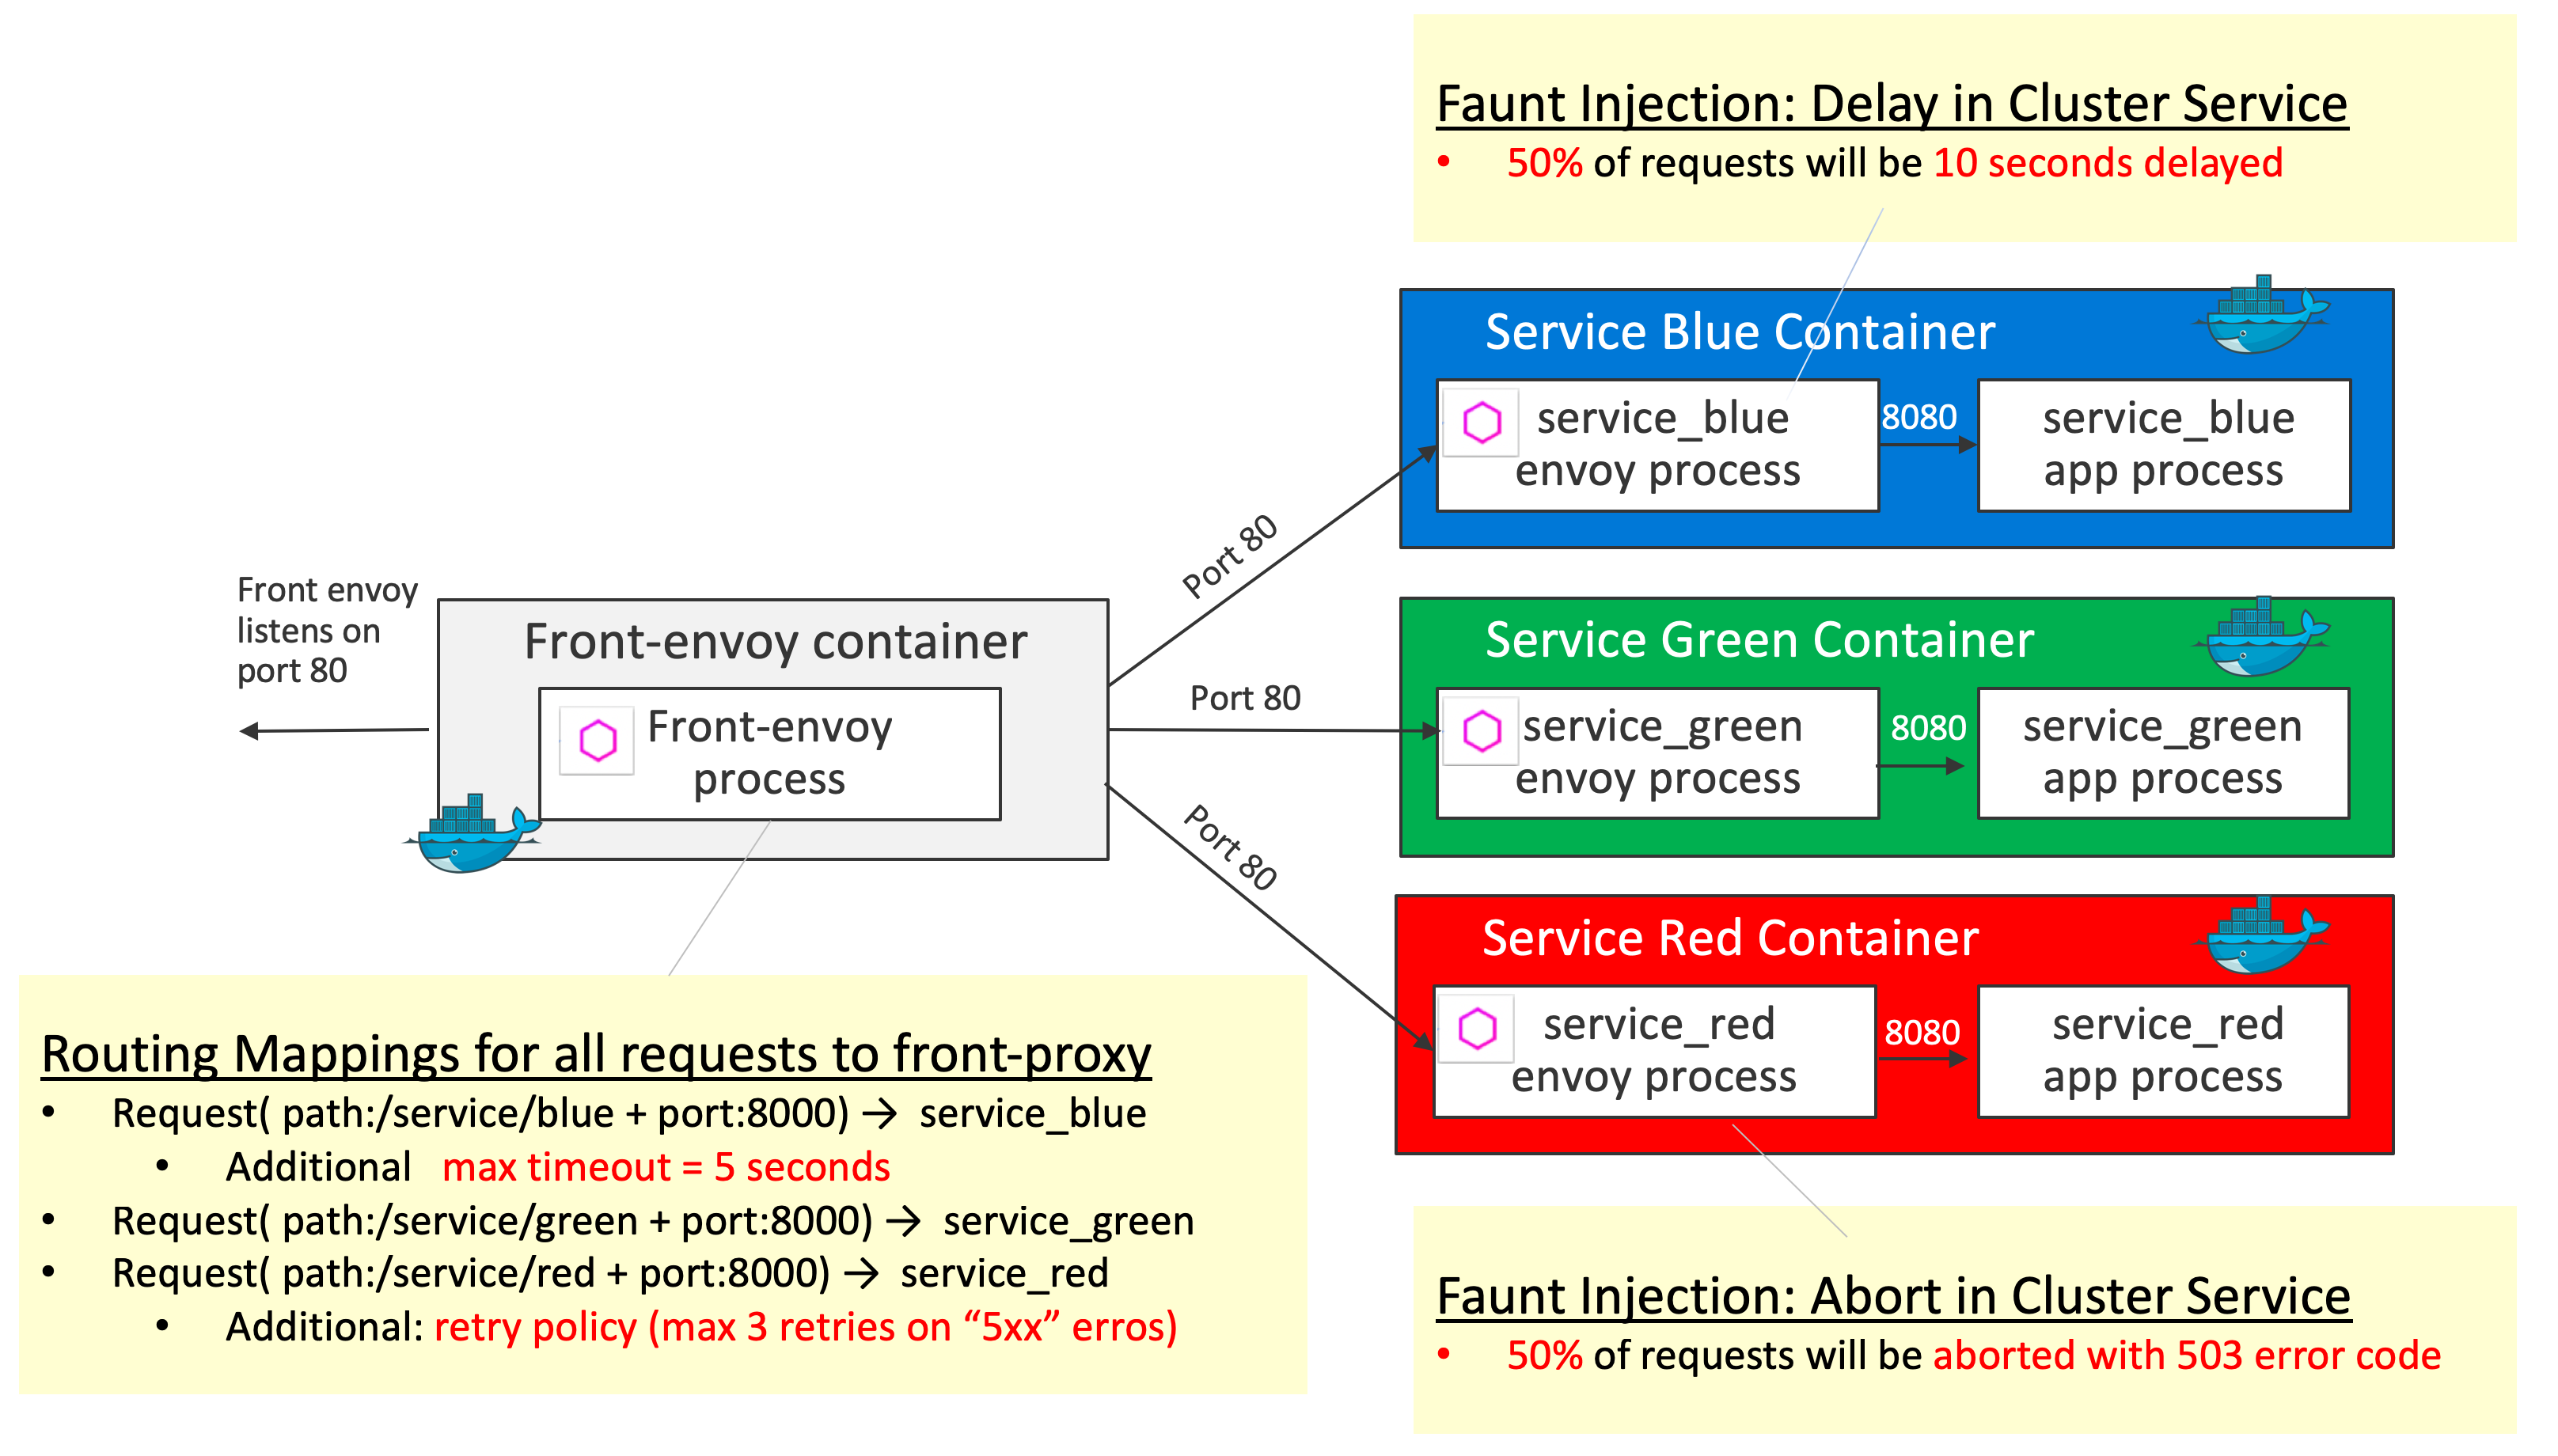 Faunt Injection: Delay in Cluster Service
• 50% of requests will be 10 seconds delayed
Service Blue Container
service_blue
envoy process
8080
service_blue
app process
Port 80
Front envoy
listens on
port 80
Front-envoy container
Front-envoy
process
Port 80
Service Green Container
service_green
envoy process
8080
service_green
app process
Port 80
Service Red Container
service_red
envoy process
8080
service_red
app process
Routing Mappings for all requests to front-proxy
• Request( path:/service/blue + port:8000) → service_blue
• Additional max timeout = 5 seconds
• Request( path:/service/green + port:8000) → service_green
• Request( path:/service/red + port:8000) → service_red
• Additional: retry policy (max 3 retries on “5xx” erros)
Faunt Injection: Abort in Cluster Service
• 50% of requests will be aborted with 503 error code